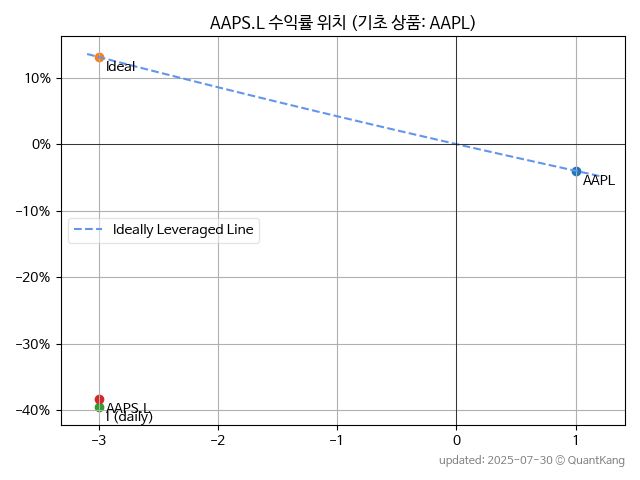 AAPS.L 수익률 위치 (기초 상품: AAPL)
10%
0%
-10%
-20%
-30%
-40%
Ideal
AAPL
Ideally Leveraged Line
AAPS.L
I (daily)
-3
-2
-1
0
1
updated: 2025-07-30 © QuantKang